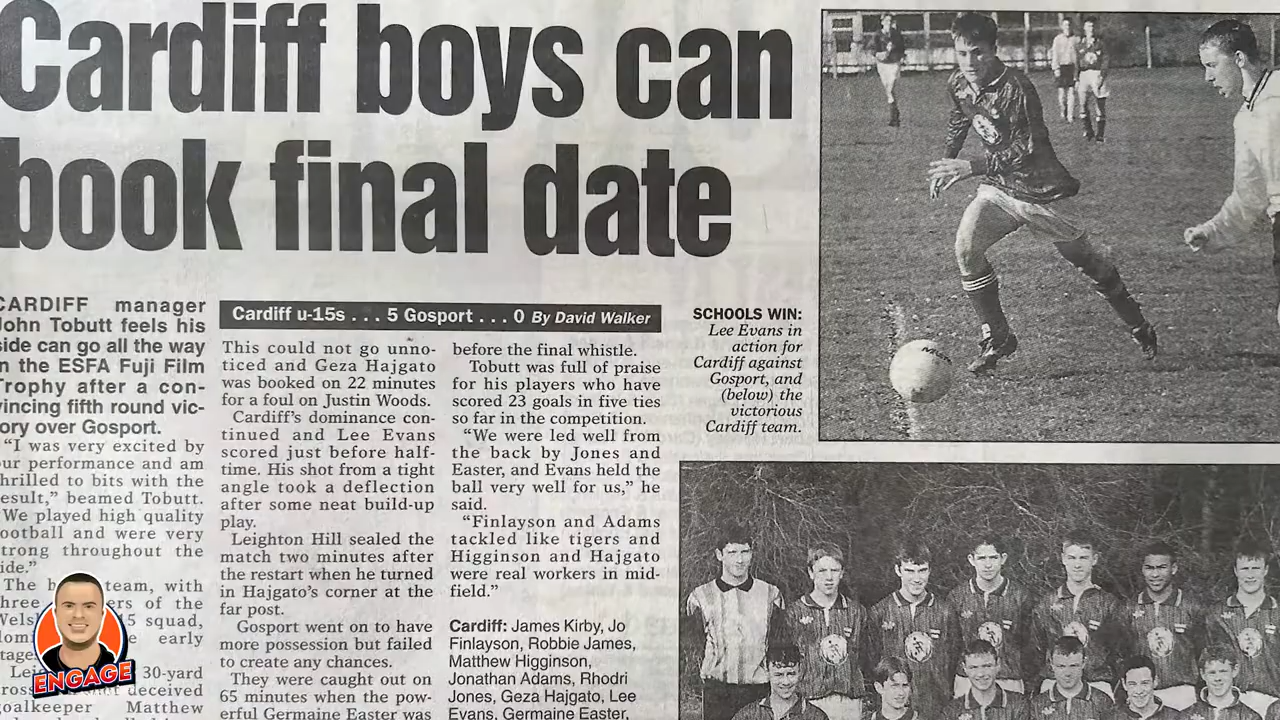 Cardiff boys can
book final date
CARDIFF manager
John Tobutt feels his
side can go all the way
in the ESFA Fuji Film
Trophy after a con-
vincing fifth round vic-
tory over Gosport.
“I was very excited by
our performance and am
thrilled to bits with the
result,” beamed Tobutt.
“We played high quality
football and were very
strong throughout the
side.”
The team, with
three of the
Welsh squad,
early
30-yard
deceived
goalkeeper Matthew
Cardiff u-15s . . . 5 Gosport . . . 0 By David Walker
This could not go unno-
ticed and Geza Hajgato
was booked on 22 minutes
for a foul on Justin Woods.
Cardiff’s dominance con-
tinued and Lee Evans
scored just before half-
time. His shot from a tight
angle took a deflection
after some neat build-up
play.
Leighton Hill sealed the
match two minutes after
the restart when he turned
in Hajgato’s corner at the
far post.
Gosport went on to have
more possession but failed
to create any chances.
They were caught out on
65 minutes when the pow-
erful Germaine Easter was
before the final whistle.
Tobutt was full of praise
for his players who have
scored 23 goals in five ties
so far in the competition.
“We were led well from
the back by Jones and
Easter, and Evans held the
ball very well for us,” he
said.
“Finlayson and Adams
tackled like tigers and
Higginson and Hajgato
were real workers in mid-
field.”
Cardiff: James Kirby, Jo
Finlayson, Robbie James,
Matthew Higginson,
Jonathan Adams, Rhodri
Jones, Geza Hajgato, Lee
Evans, Germaine Easter,
SCHOOLS WIN:
Lee Evans in
action for
Cardiff against
Gosport, and
(below) the
victorious
Cardiff team.
ENGAGE